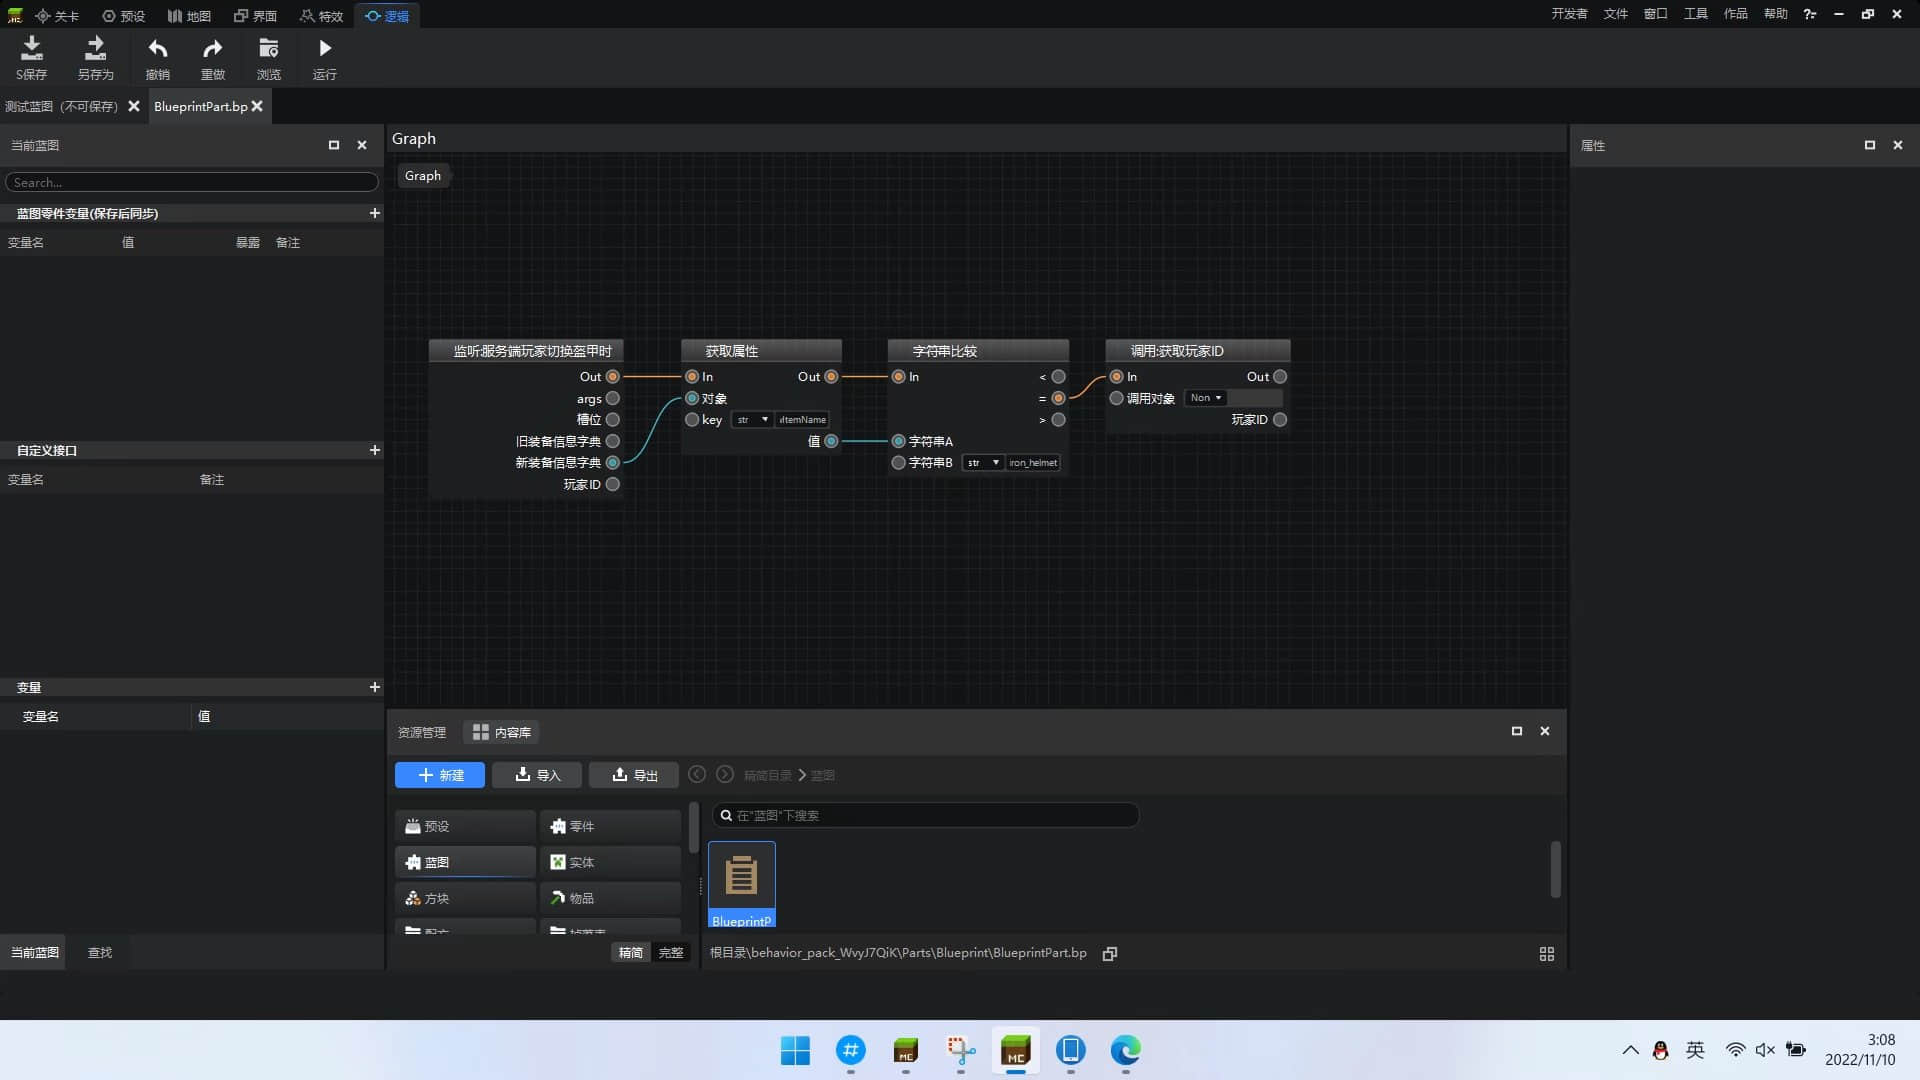 关卡 预设 地图 界面 特效 逻辑 开发者 文件 窗口 工具 作品 帮助
S保存 另存为 撤销 重做 浏览 运行
测试蓝图（不可保存） BlueprintPart.bp
当前蓝图
Graph
属性
Search...
Graph
蓝图零件变量(保存后同步)
变量名 值 暴露 备注
自定义接口
变量名 备注
变量
变量名 值
当前蓝图 查找
监听:服务端玩家切换盔甲时
Out
args
槽位
旧装备信息字典
新装备信息字典
玩家ID
获取属性
In Out
对象
key str ItemName
值
字符串比较
In <
=
>
字符串A
字符串B str iron_helmet
调用:获取玩家ID
In Out
调用对象 Non
玩家ID
资源管理 内容库
新建 导入 导出 精简目录 蓝图
预设 零件
蓝图 实体
方块 物品
精简 完整
在"蓝图"下搜索
BlueprintP
根目录\behavior_pack_WvyJ7QiK\Parts\Blueprint\BlueprintPart.bp
英
3:08
2022/11/10